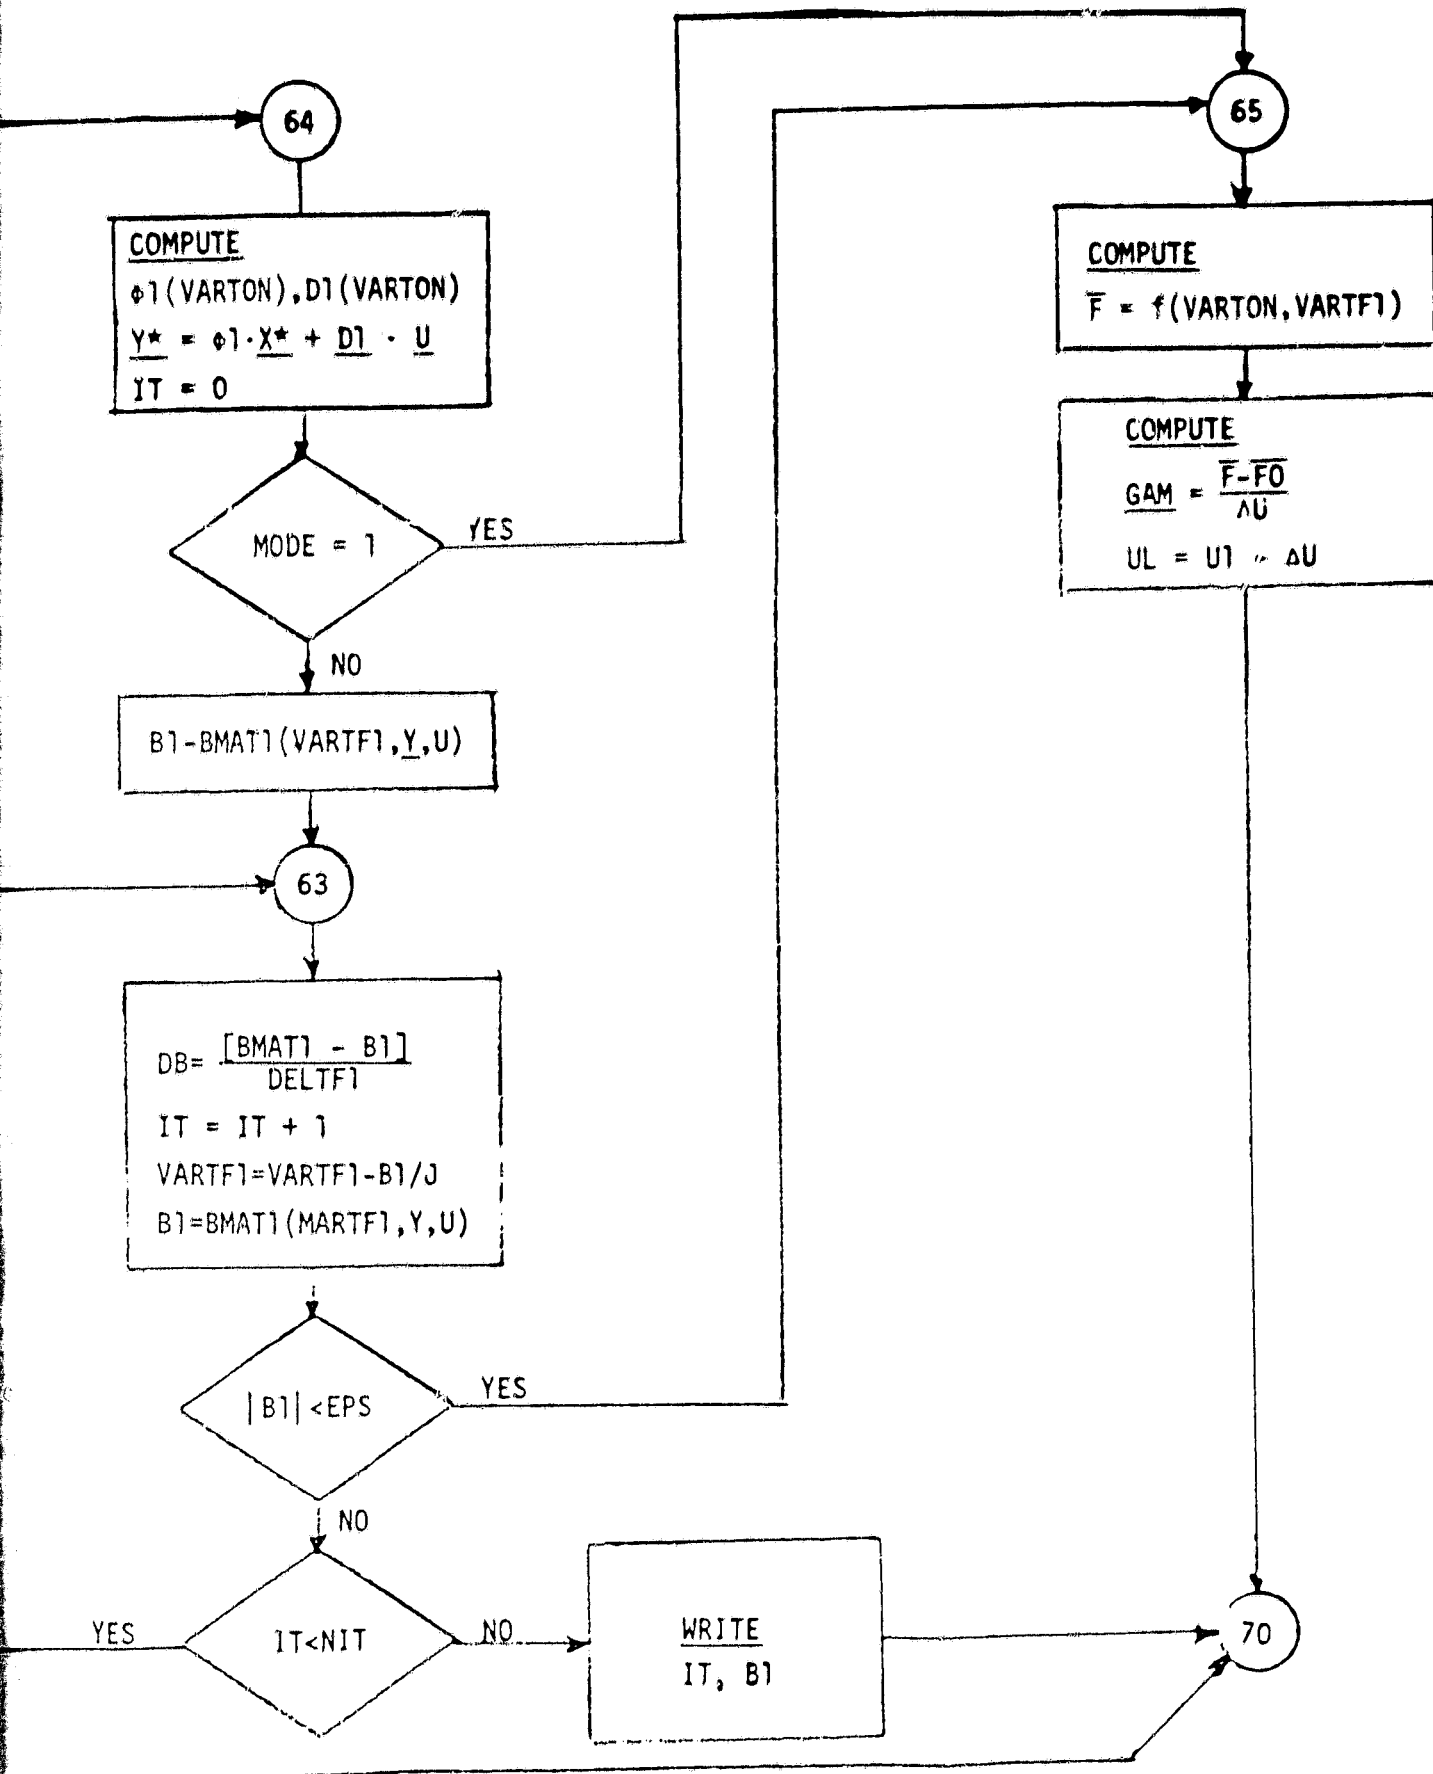 64
COMPUTE
φ1(VARTON),D1(VARTON)
Y* = φ1·X* + D1 · U
IT = 0
MODE = 1
YES
NO
B1-BMAT1(VARTF1,Y,U)
63
DB= [BMAT1 - B1]
DELTF1
IT = IT + 1
VARTF1=VARTF1-B1/J
B1=BMAT1(MARTF1,Y,U)
|B1|<EPS
YES
NO
IT<NIT
YES
NO
WRITE
IT, B1
65
COMPUTE
F̅ = f(VARTON,VARTF1)
COMPUTE
GAM = F̅-F̅0̅
ΔU
UL = U1 - ΔU
70